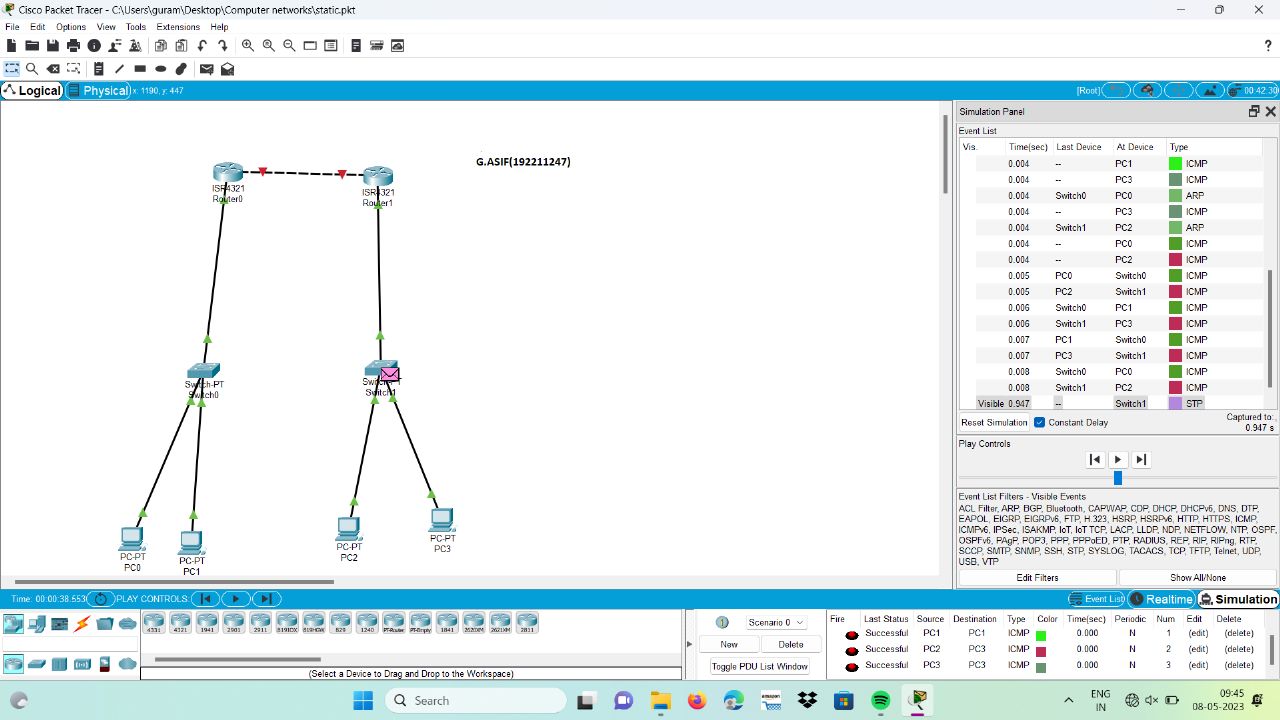 Cisco Packet Tracer - C:\Users\guram\Desktop\Computer networks\static.pkt
File Edit Options View Tools Extensions Help
?
Logical Physical x: 1190, y: 447
[Root] 00:42:30
G.ASIF(192211247)
ISR4321
Router0
ISR4321
Router1
Switch-PT
Switch0
Switch1
PC-PT
PC0
PC-PT
PC1
PC-PT
PC2
PC-PT
PC3
Simulation Panel
Event List
Vis. Time(sec) Last Device At Device Type
0.004 -- PC1 ICMP
0.004 -- PC3 ICMP
0.004 Switch0 PC0 ARP
0.004 -- PC3 ICMP
0.004 Switch1 PC2 ARP
0.004 -- PC0 ICMP
0.004 -- PC2 ICMP
0.005 PC0 Switch0 ICMP
0.005 PC2 Switch1 ICMP
0.006 Switch0 PC1 ICMP
0.006 Switch1 PC3 ICMP
0.007 PC1 Switch0 ICMP
0.007 PC3 Switch1 ICMP
0.008 Switch0 PC0 ICMP
0.008 Switch1 PC2 ICMP
Visible 0.947 -- Switch1 STP
Reset Simulation Constant Delay Captured to:
0.947 s
Play Controls
Event List Filters - Visible Events
ACL Filter, ARP, BGP, Bluetooth, CAPWAP, CDP, DHCP, DHCPv6, DNS, DTP,
EAPOL, EIGRP, EIGRPv6, FTP, H.323, HSRP, HSRPv6, HTTP, HTTPS, ICMP,
ICMPv6, IPSec, ISAKMP, IoT, IoT TCP, LACP, LLDP, NDP, NETFLOW, NTP, OSPF,
OSPFv6, PAgP, POP3, PPP, PPPoED, PTP, RADIUS, REP, RIP, RIPng, RTP,
SCCP, SMTP, SNMP, SSH, STP, SYSLOG, TACACS, TCP, TFTP, Telnet, UDP,
USB, VTP
Edit Filters Show All/None
Time: 00:00:38.553 PLAY CONTROLS:
Event List Realtime Simulation
4331 4321 1941 2901 2911 819IOX 819HGW 829 1240 PT-Router PT-Empty 1841 2620XM 2621XM 2811
(Select a Device to Drag and Drop to the Workspace)
Scenario 0
New Delete
Toggle PDU List Window
Fire Last Status Source Destination Type Color Time(sec) Periodic Num Edit Delete
Successful PC1 PC1 ICMP 0.000 N 1 (edit) (delete)
Successful PC2 PC3 ICMP 0.000 N 2 (edit) (delete)
Successful PC3 PC3 ICMP 0.000 N 3 (edit) (delete)
Search
amazon
ENG
IN
09:45
08-05-2023